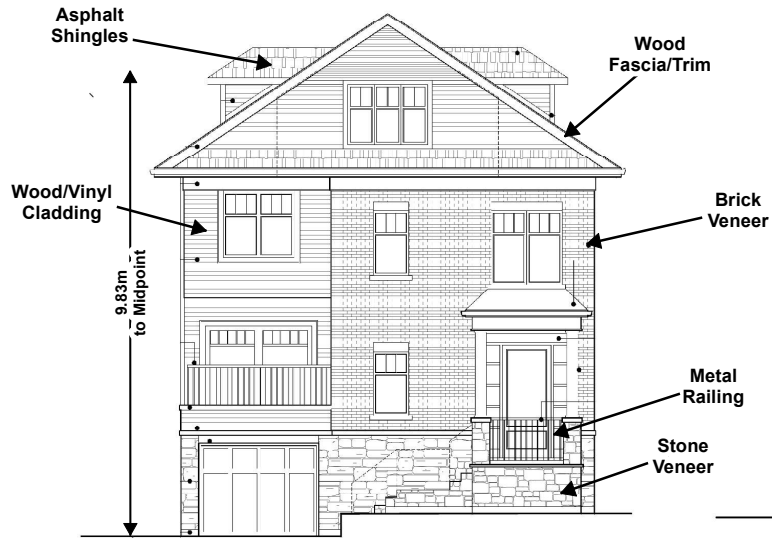 Asphalt
Shingles
Wood
Fascia/Trim
Wood/Vinyl
Cladding
Brick
Veneer
9.83m
to Midpoint
Metal
Railing
Stone
Veneer